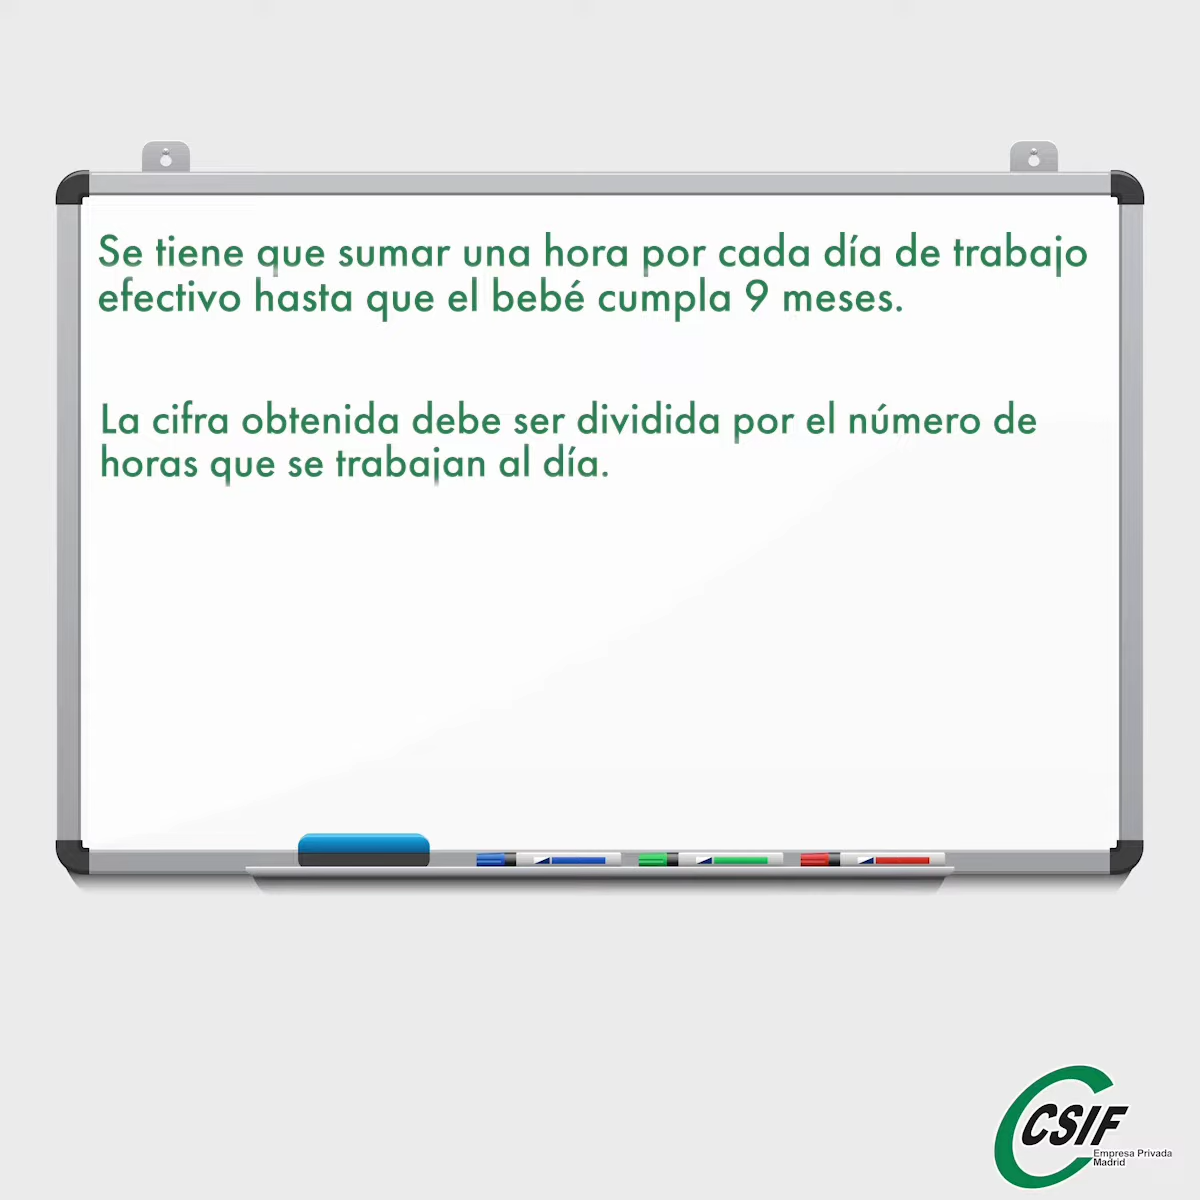 Se tiene que sumar una hora por cada día de trabajo
efectivo hasta que el bebé cumpla 9 meses.
La cifra obtenida debe ser dividida por el número de
horas que se trabajan al día.
CSIF
Empresa Privada
Madrid